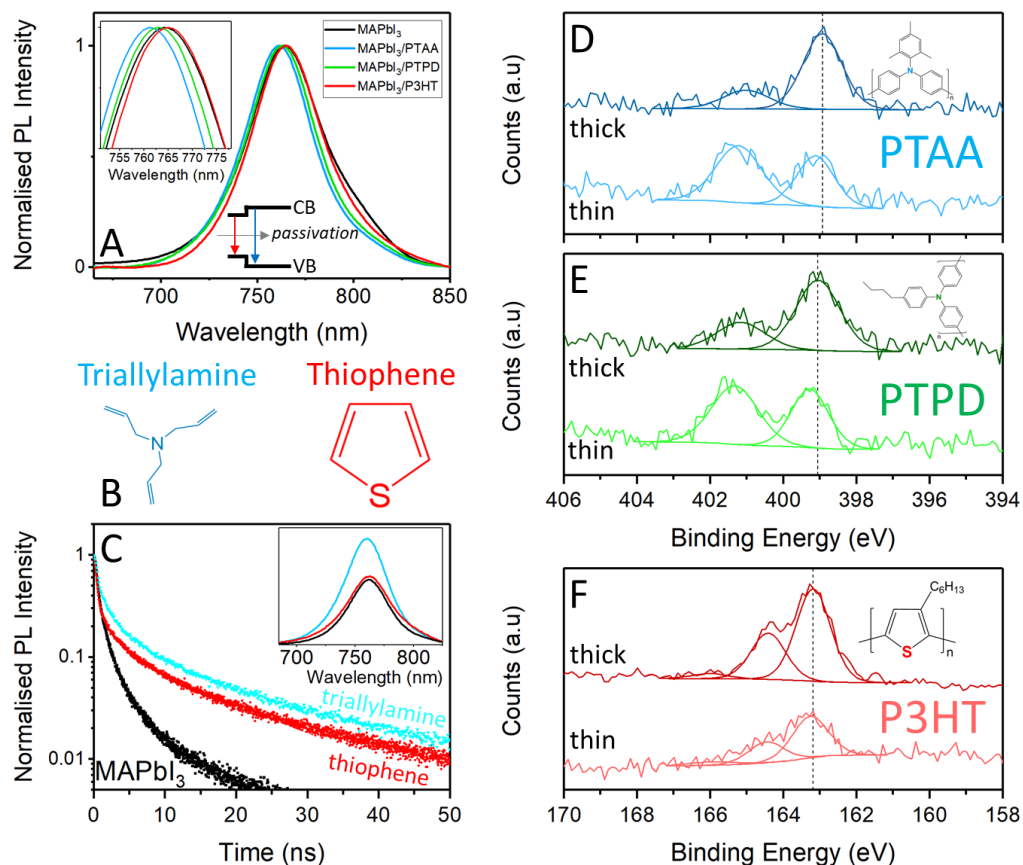 A
Normalised PL Intensity
1
0
700
750
800
850
Wavelength (nm)
MAPbI₃
MAPbI₃/PTAA
MAPbI₃/PTPD
MAPbI₃/P3HT
755 760 765 770 775
Wavelength (nm)
CB
passivation
VB
Triallylamine
Thiophene
N
S
B
C
Normalised PL Intensity
1
0.1
0.01
0 10 20 30 40 50
Time (ns)
700 750 800
Wavelength (nm)
triallylamine
thiophene
MAPbI₃
D
Counts (a.u)
thick
thin
PTAA
N
n
E
Counts (a.u)
thick
thin
PTPD
N
n
406 404 402 400 398 396 394
Binding Energy (eV)
F
Counts (a.u)
thick
thin
P3HT
C₆H₁₃
S
n
170 168 166 164 162 160 158
Binding Energy (eV)